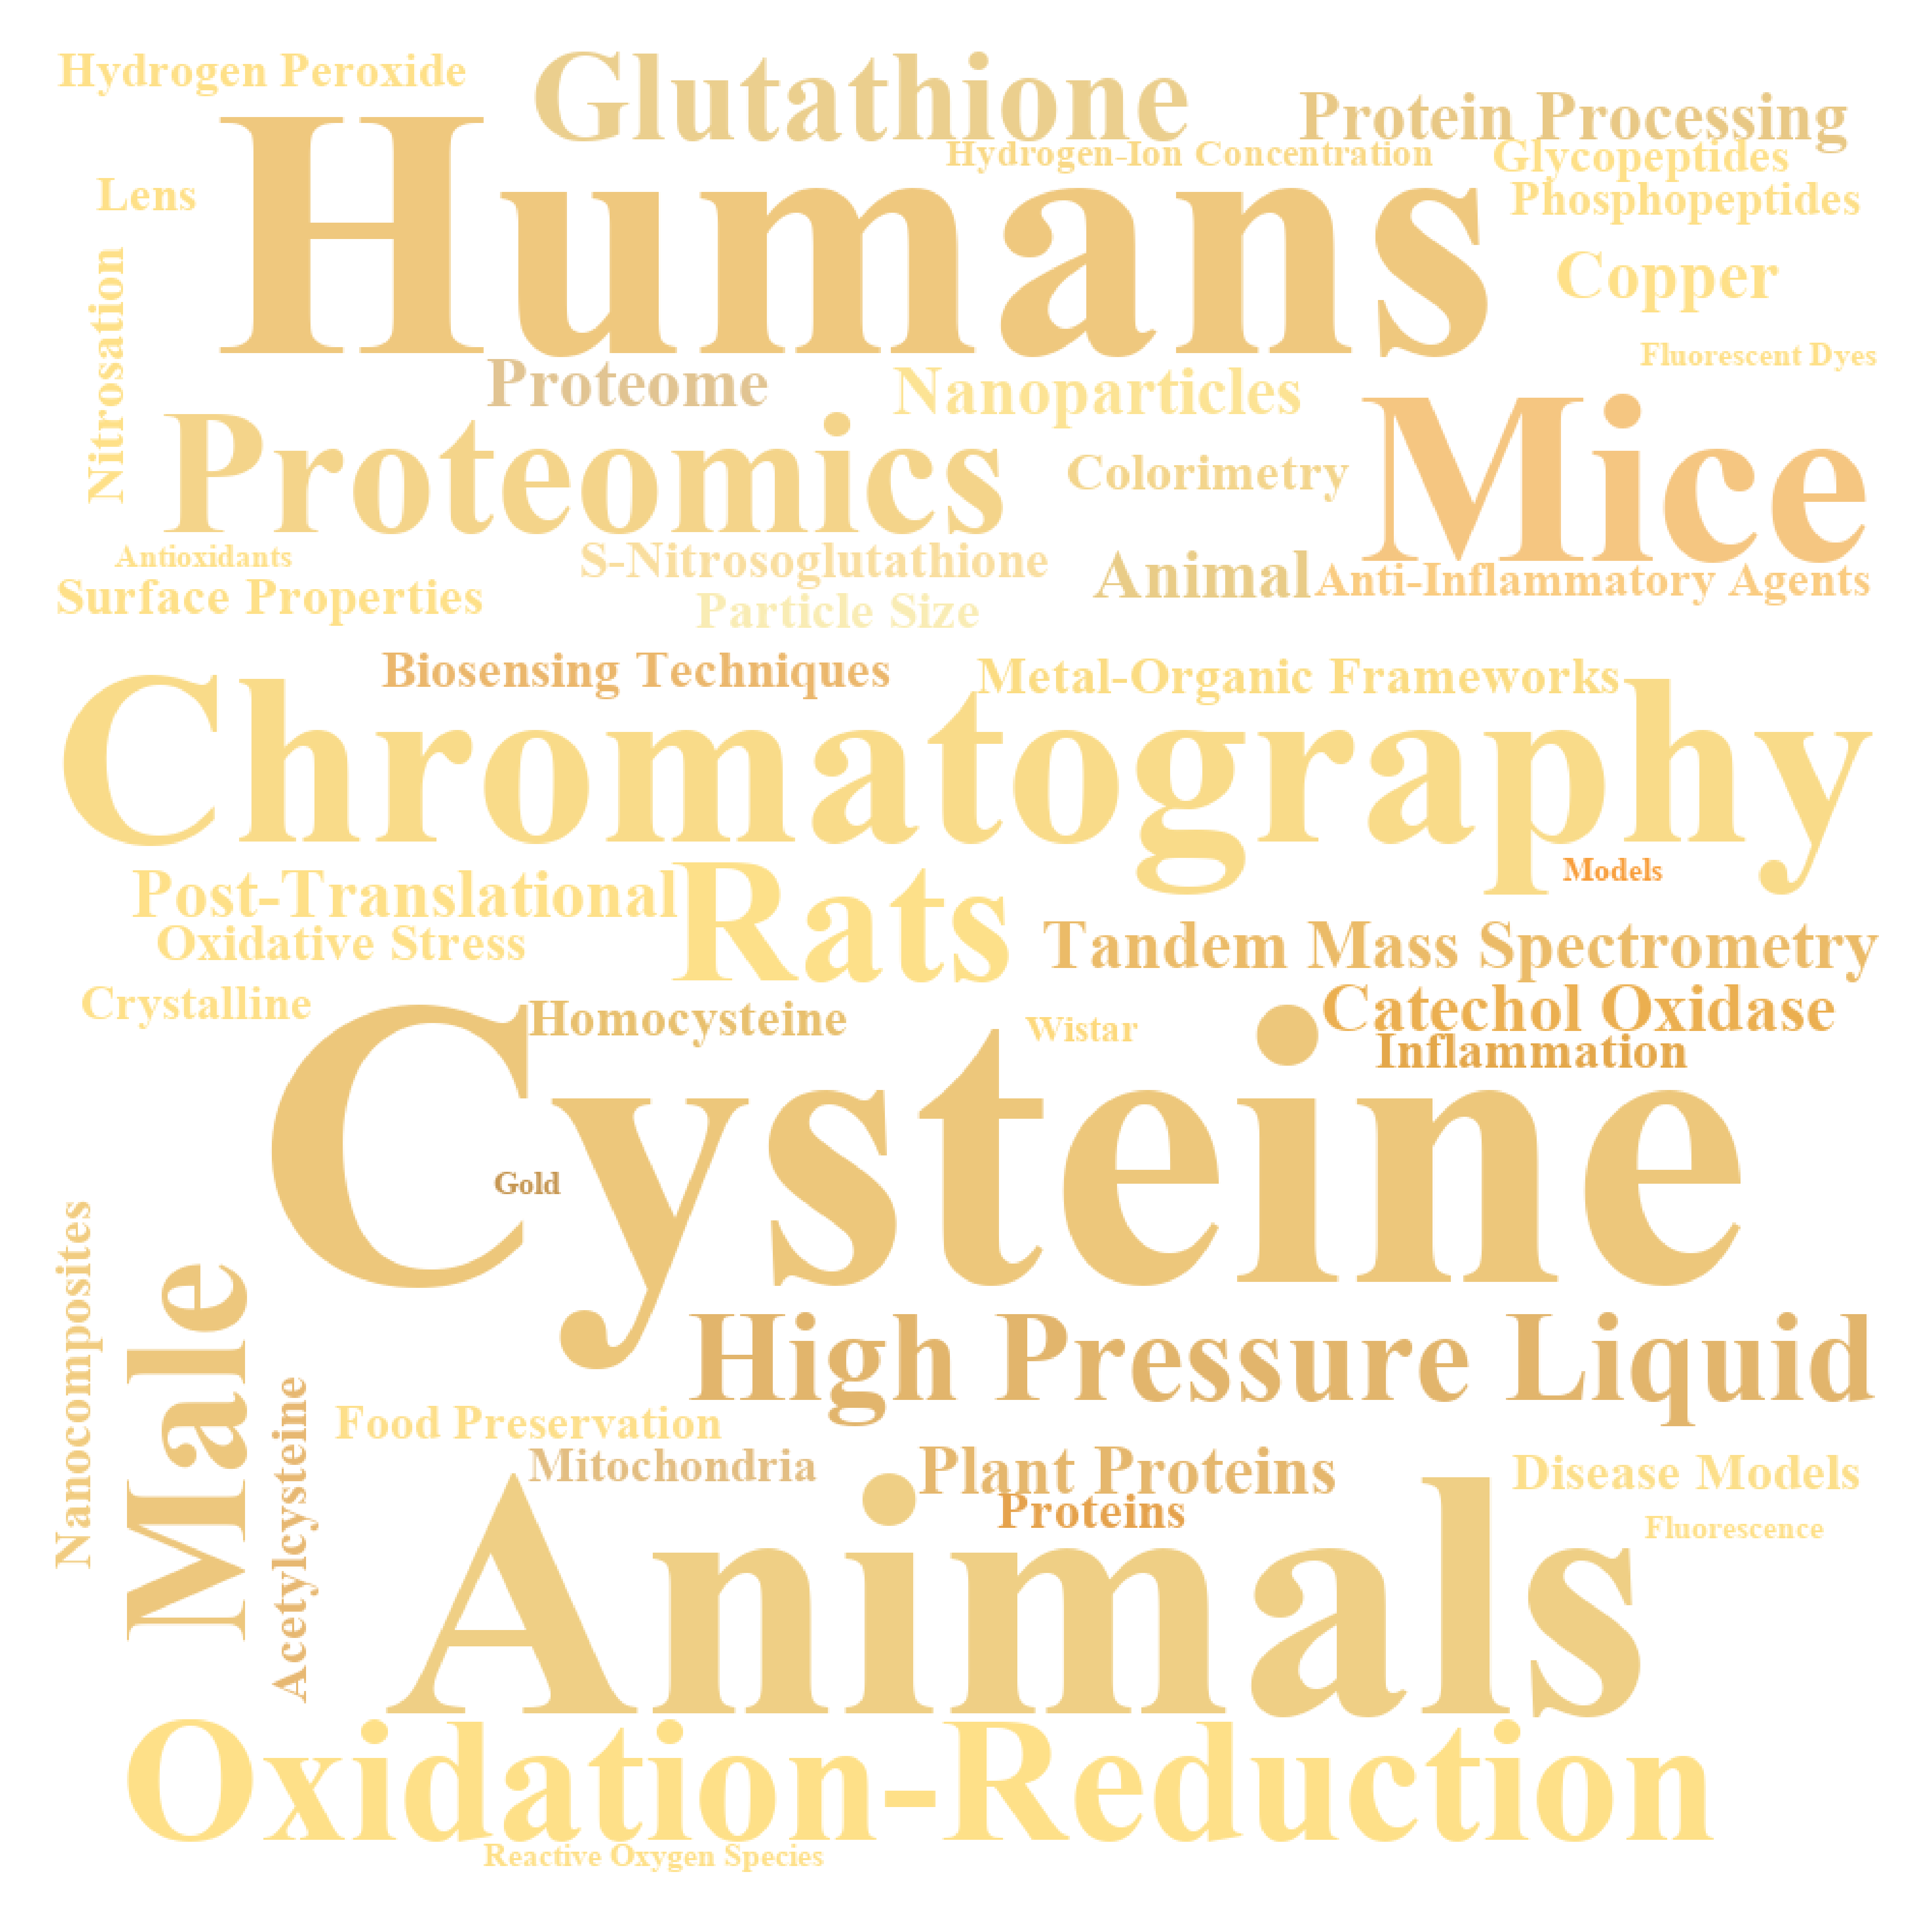 Hydrogen Peroxide
Glutathione
Protein Processing
Hydrogen-Ion Concentration
Glycopeptides
Lens
Humans
Phosphopeptides
Nitrosation
Copper
Fluorescent Dyes
Proteome
Nanoparticles
Mice
Proteomics
Colorimetry
Antioxidants
S-Nitrosoglutathione
Animal
Anti-Inflammatory Agents
Surface Properties
Particle Size
Biosensing Techniques
Metal-Organic Frameworks
Chromatography
Models
Post-Translational
Rats
Oxidative Stress
Tandem Mass Spectrometry
Crystalline
Homocysteine
Wistar
Catechol Oxidase
Inflammation
Cysteine
Gold
Nanocomposites
Male
High Pressure Liquid
Acetylcysteine
Food Preservation
Mitochondria
Plant Proteins
Disease Models
Proteins
Fluorescence
Animals
Oxidation-Reduction
Reactive Oxygen Species